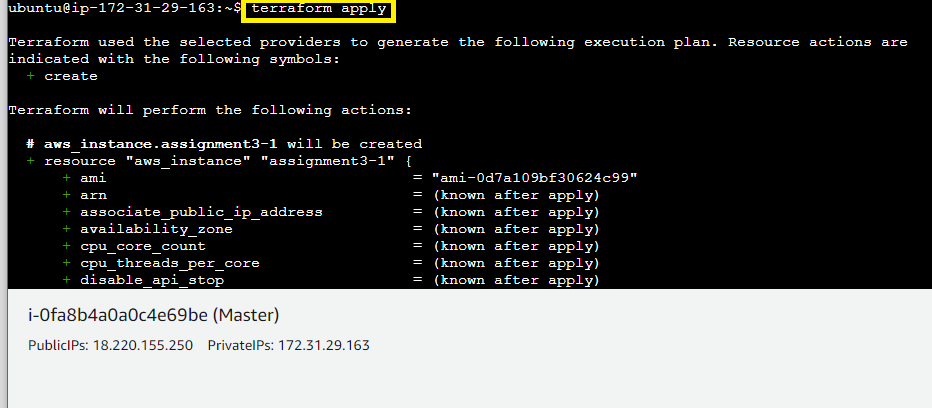 ubuntu@ip-172-31-29-163:~$ terraform apply
Terraform used the selected providers to generate the following execution plan. Resource actions are
indicated with the following symbols:
+ create
Terraform will perform the following actions:
# aws_instance.assignment3-1 will be created
+ resource "aws_instance" "assignment3-1" {
+ ami = "ami-0d7a109bf30624c99"
+ arn = (known after apply)
+ associate_public_ip_address = (known after apply)
+ availability_zone = (known after apply)
+ cpu_core_count = (known after apply)
+ cpu_threads_per_core = (known after apply)
+ disable_api_stop = (known after apply)
i-0fa8b4a0a0c4e69be (Master)
PublicIPs: 18.220.155.250 PrivateIPs: 172.31.29.163